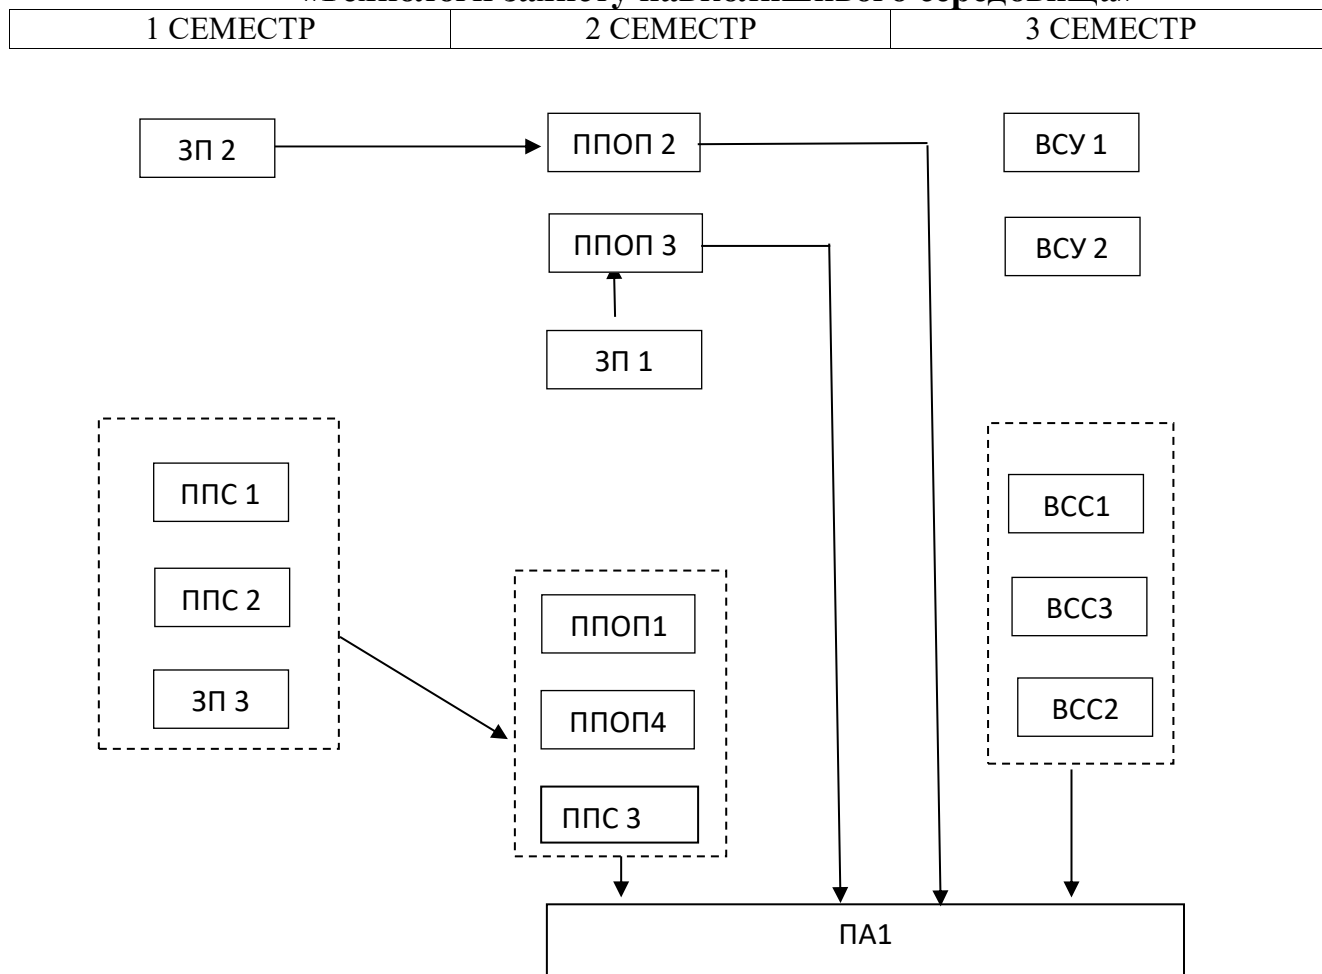 1 СЕМЕСТР 2 СЕМЕСТР 3 СЕМЕСТР
ЗП 2 ППОП 2 ВСУ 1
ППОП 3 ВСУ 2
ЗП 1
ППС 1 ВСС1
ППС 2 ВСС3
ППОП1
ЗП 3 ВСС2
ППОП4
ППС 3
ПА1